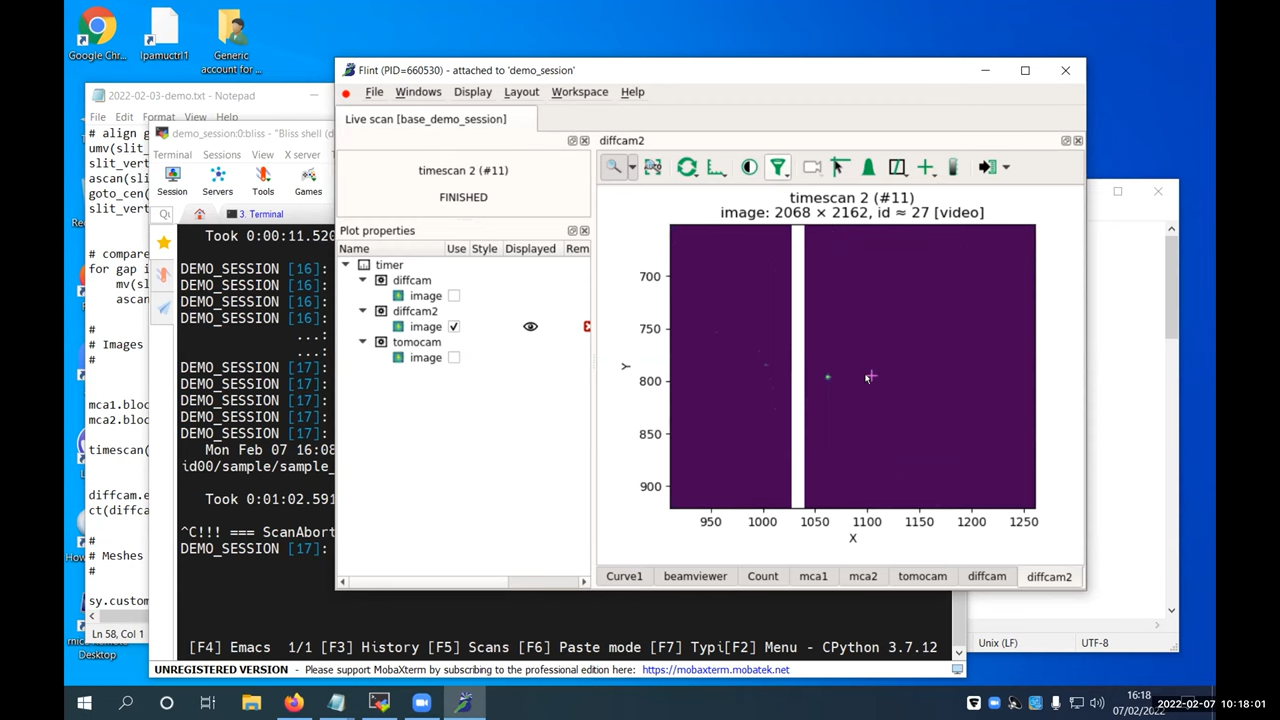 Google Chr...
lpamuctrl1
Generic
account for ...
2022-02-03-demo.txt - Notepad
File Edit Format View Help
# align g
umv(slit_
slit_vert
ascan(sli
goto_cen(
slit_vert
# compare
for gap i
mv(s
asca
#
# Images
#
mca1.bloc
mca2.bloc
timescan(
diffcam.e
ct(diffca
#
# Meshes
#
sy.custom
Ln 58, Col 1
Desktop
demo_session:0:bliss - "Bliss shell (d
Terminal Sessions View X server
Session Servers Tools Games
3. Terminal
Took 0:00:11.520
DEMO_SESSION [16]:
DEMO_SESSION [16]:
DEMO_SESSION [16]:
DEMO_SESSION [16]:
...:
...:
DEMO_SESSION [17]:
DEMO_SESSION [17]:
DEMO_SESSION [17]:
DEMO_SESSION [17]:
DEMO_SESSION [17]:
Mon Feb 07 16:08
id00/sample/sample_
Took 0:01:02.591
^C!!! === ScanAbort
DEMO_SESSION [17]:
[F4] Emacs 1/1 [F3] History [F5] Scans [F6] Paste mode [F7] Typi[F2] Menu - CPython 3.7.12
UNREGISTERED VERSION - Please support MobaXterm by subscribing to the professional edition here: https://mobaxterm.mobatek.net
Flint (PID=660530) - attached to 'demo_session'
File Windows Display Layout Workspace Help
Live scan [base_demo_session]
timescan 2 (#11)
FINISHED
Plot properties
Name Use Style Displayed Rem
timer
diffcam
image
diffcam2
image
tomocam
image
diffcam2
timescan 2 (#11)
image: 2068 × 2162, id ≈ 27 [video]
700
750
800
850
900
Y
950 1000 1050 1100 1150 1200 1250
X
Curve1 beamviewer Count mca1 mca2 tomocam diffcam diffcam2
Unix (LF) UTF-8
16:18
07/02/2022
2022-02-07 10:18:01